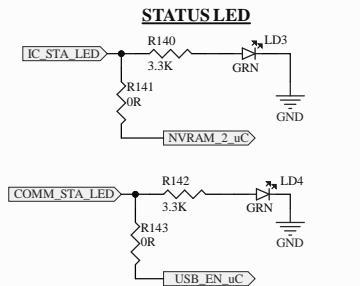 STATUS LED
IC_STA_LED
R140
3.3K
LD3
GRN
R141
0R
GND
NVRAM_2_uC
COMM_STA_LED
R142
3.3K
LD4
GRN
R143
0R
GND
USB_EN_uC